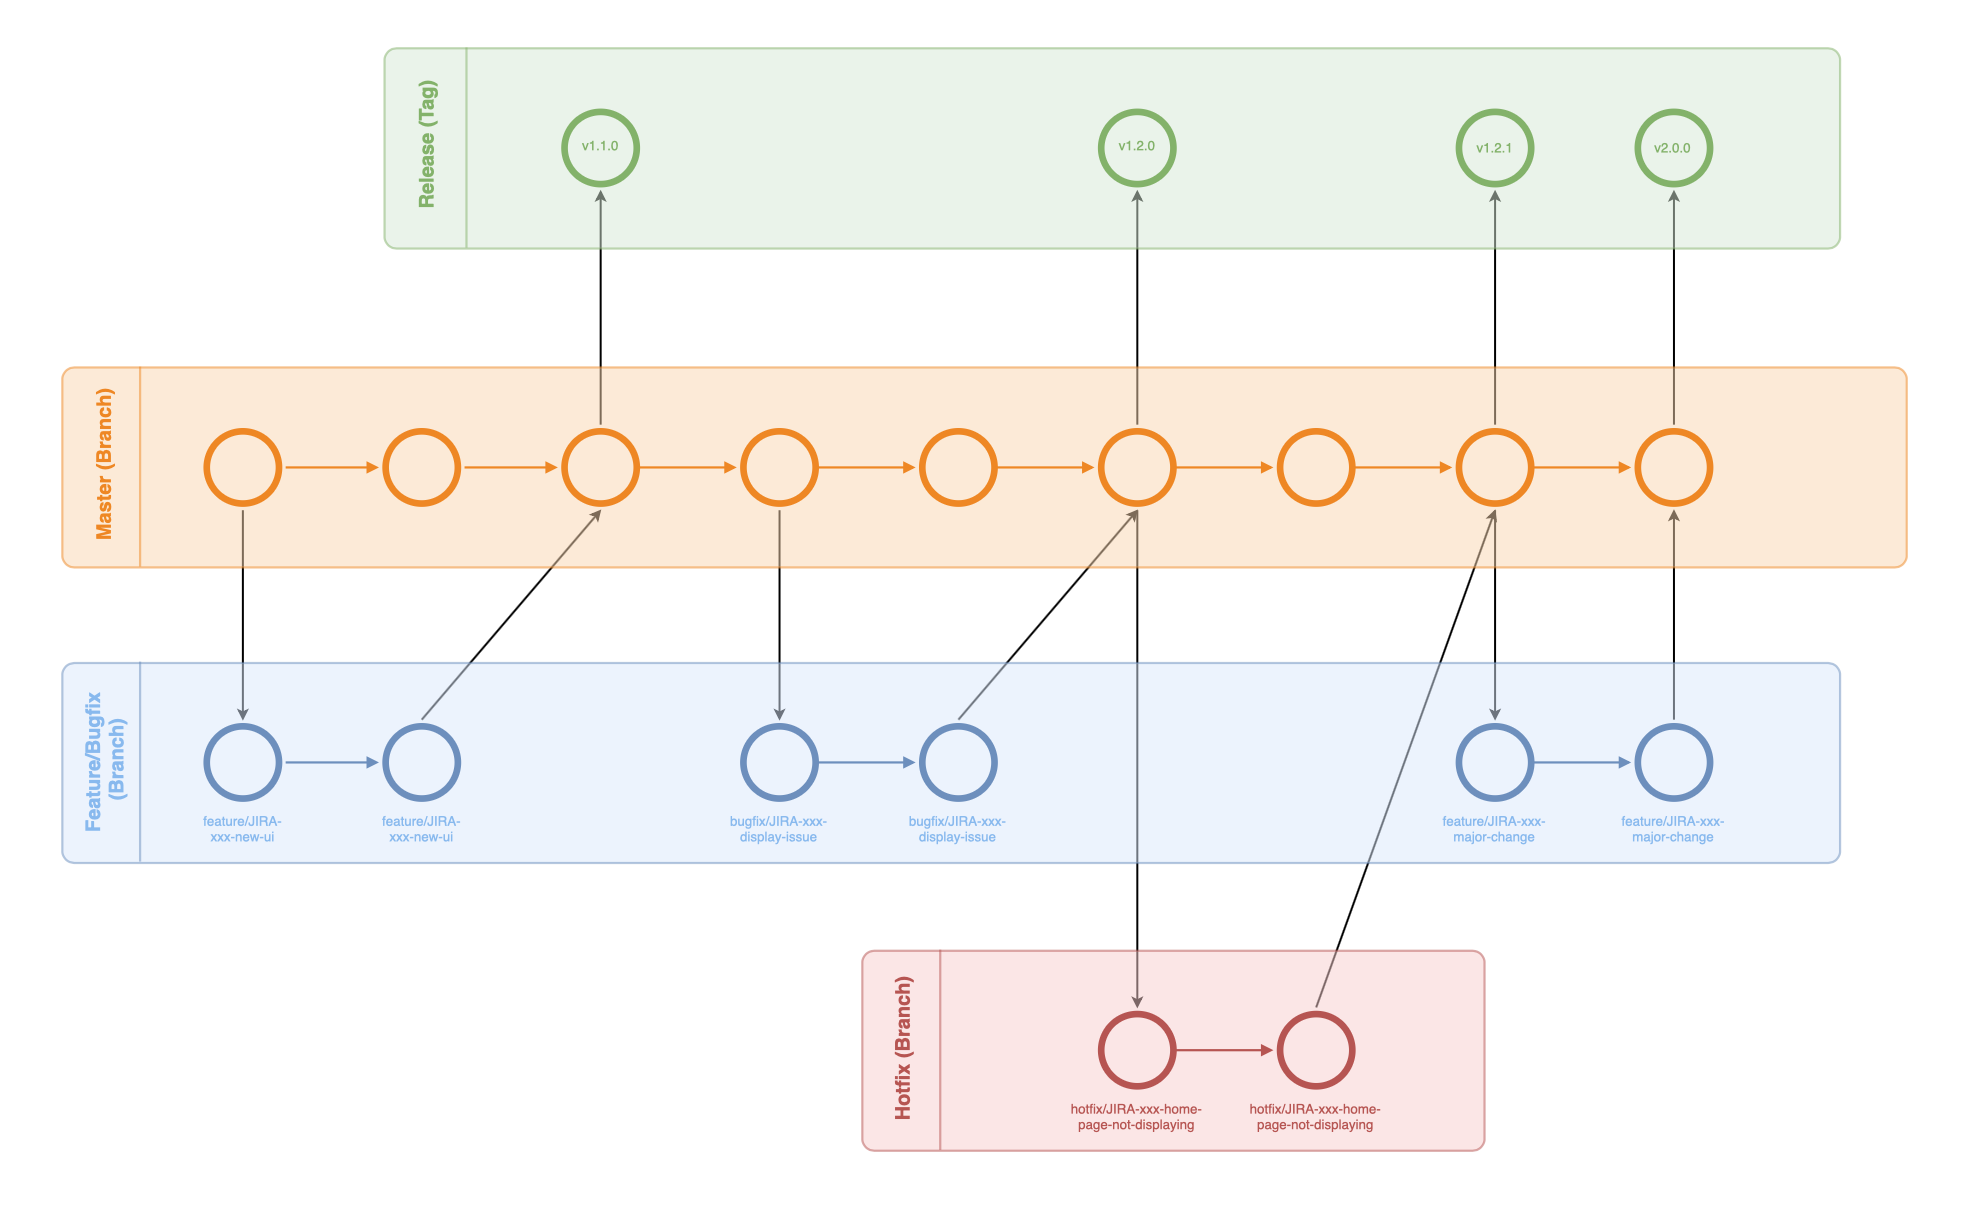 Release (Tag)
v1.1.0
v1.2.0
v1.2.1
v2.0.0
Master (Branch)
Feature/Bugfix
(Branch)
feature/JIRA-
xxx-new-ui
feature/JIRA-
xxx-new-ui
bugfix/JIRA-xxx-
display-issue
bugfix/JIRA-xxx-
display-issue
feature/JIRA-xxx-
major-change
feature/JIRA-xxx-
major-change
Hotfix (Branch)
hotfix/JIRA-xxx-home-
page-not-displaying
hotfix/JIRA-xxx-home-
page-not-displaying